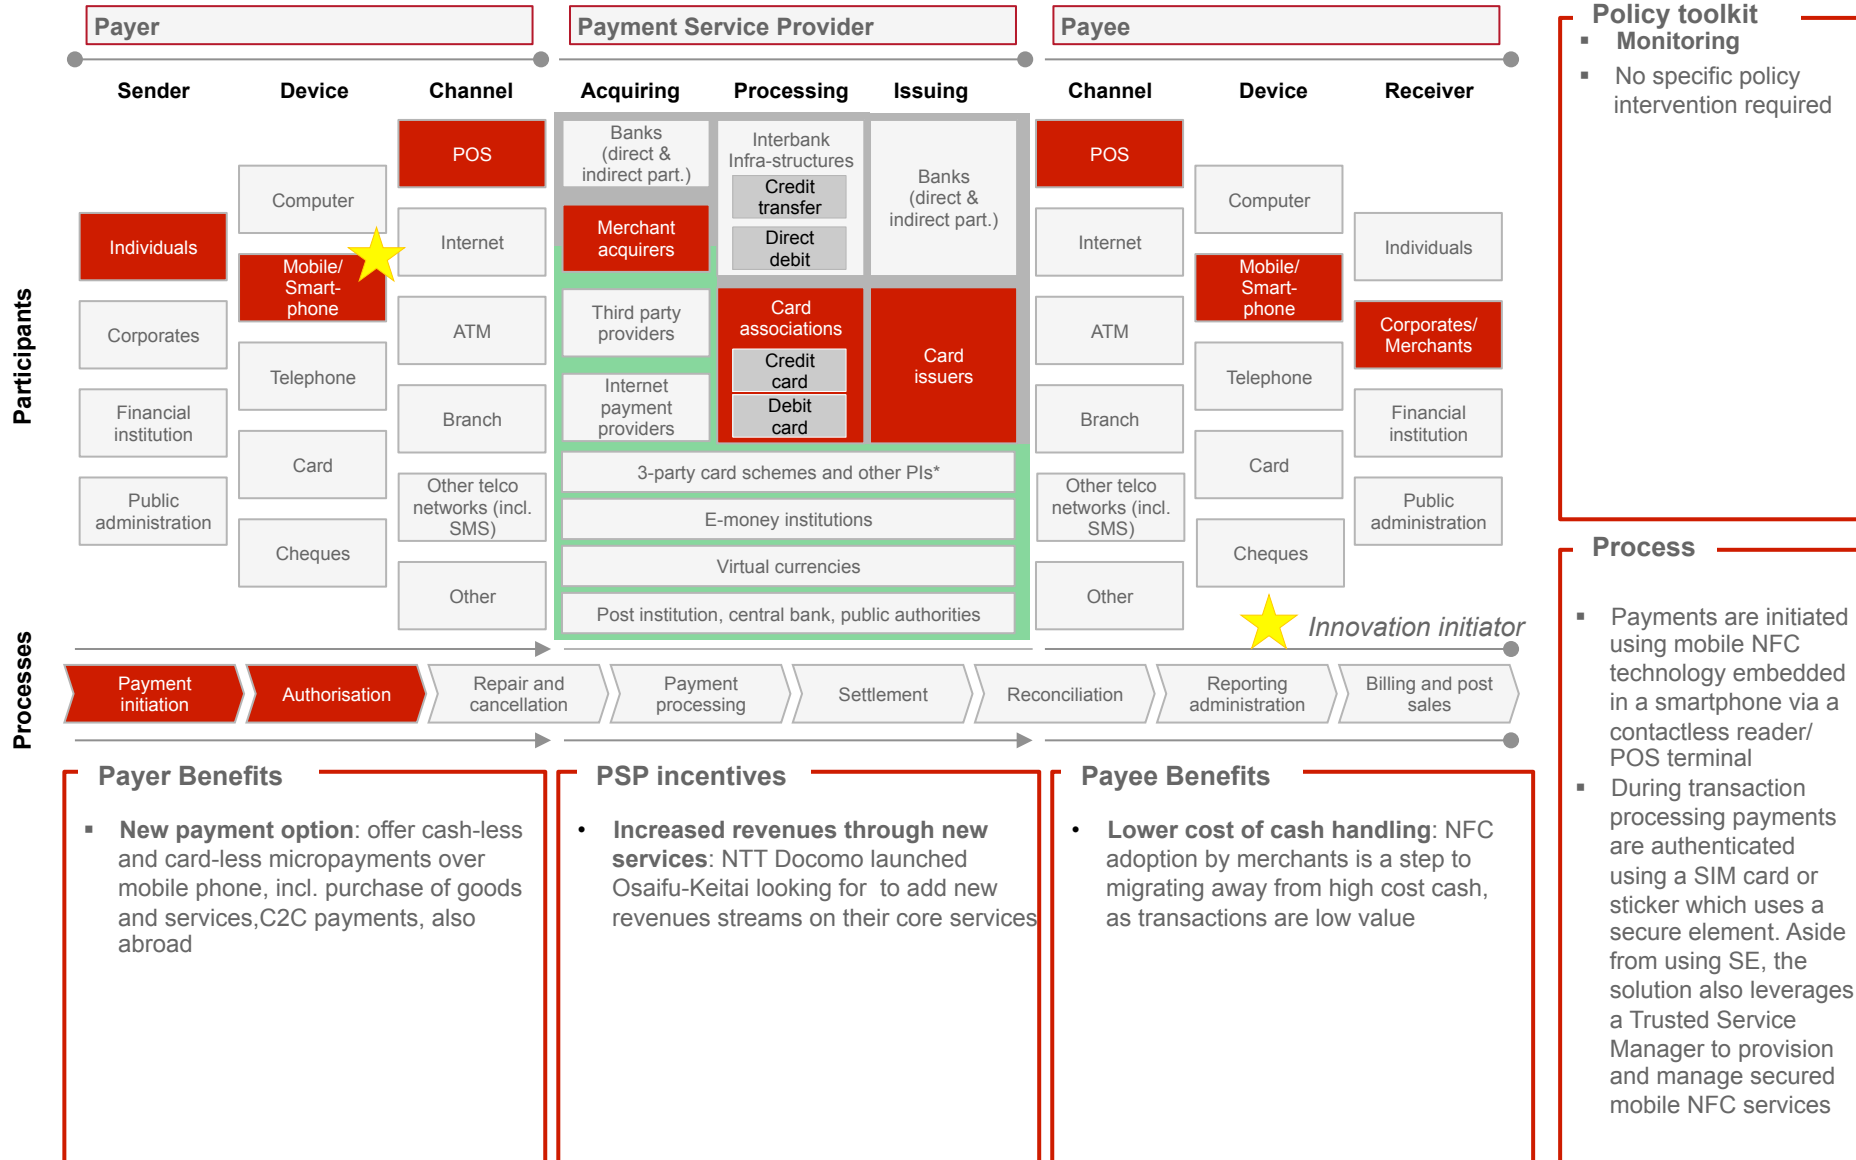 Payer
Payment Service Provider
Payee
Sender
Device
Channel
Acquiring
Processing
Issuing
Channel
Device
Receiver
Participants
Individuals
Corporates
Financial
institution
Public
administration
Computer
Mobile/
Smart-
phone
Telephone
Card
Cheques
POS
Internet
ATM
Branch
Other telco
networks (incl.
SMS)
Other
Banks
(direct &
indirect part.)
Merchant
acquirers
Third party
providers
Internet
payment
providers
Interbank
Infra-structures
Credit
transfer
Direct
debit
Card
associations
Credit
card
Debit
card
Banks
(direct &
indirect part.)
Card
issuers
3-party card schemes and other PIs*
E-money institutions
Virtual currencies
Post institution, central bank, public authorities
POS
Internet
ATM
Branch
Other telco
networks (incl.
SMS)
Other
Computer
Mobile/
Smart-
phone
Telephone
Card
Cheques
Individuals
Corporates/
Merchants
Financial
institution
Public
administration
Innovation initiator
Processes
Payment
initiation
Authorisation
Repair and
cancellation
Payment
processing
Settlement
Reconciliation
Reporting
administration
Billing and post
sales
Payer Benefits
▪ New payment option: offer cash-less
and card-less micropayments over
mobile phone, incl. purchase of goods
and services,C2C payments, also
abroad
PSP incentives
• Increased revenues through new
services: NTT Docomo launched
Osaifu-Keitai looking for  to add new
revenues streams on their core services
Payee Benefits
• Lower cost of cash handling: NFC
adoption by merchants is a step to
migrating away from high cost cash,
as transactions are low value
Policy toolkit
▪ Monitoring
▪ No specific policy
intervention required
Process
▪ Payments are initiated
using mobile NFC
technology embedded
in a smartphone via a
contactless reader/
POS terminal
▪ During transaction
processing payments
are authenticated
using a SIM card or
sticker which uses a
secure element. Aside
from using SE, the
solution also leverages
a Trusted Service
Manager to provision
and manage secured
mobile NFC services